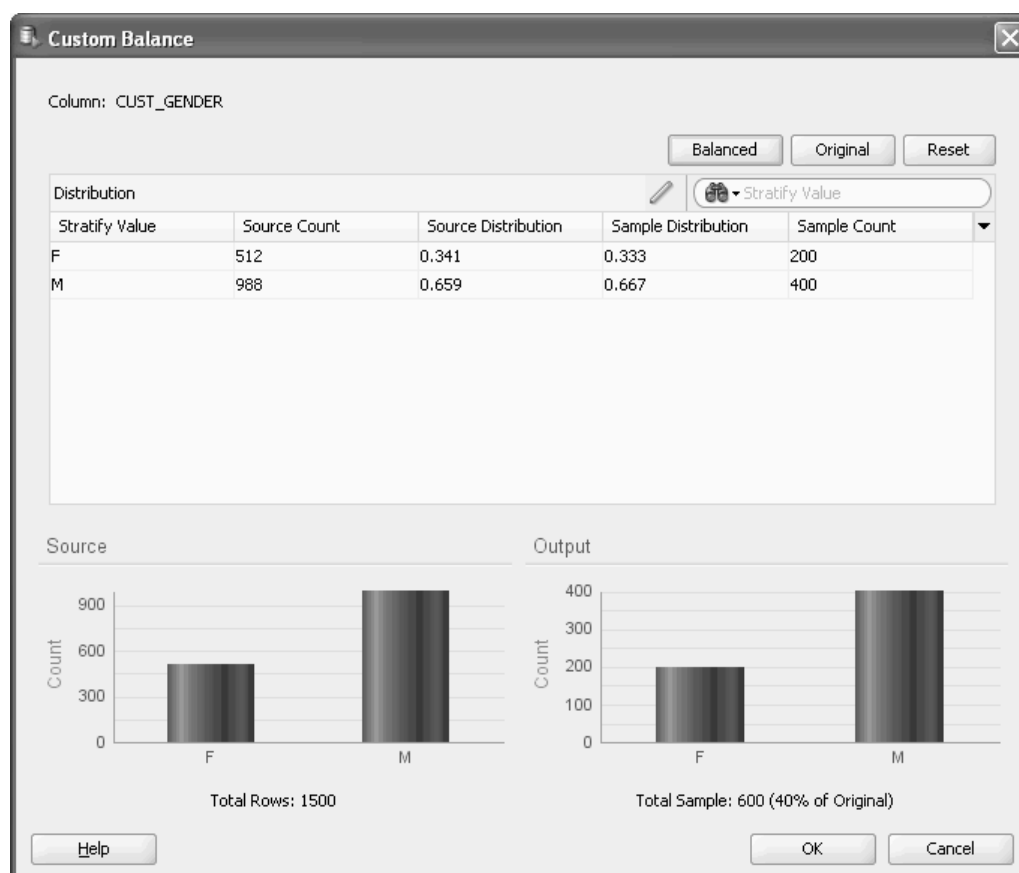 Custom Balance
Column: CUST_GENDER
Balanced Original Reset
Distribution Stratify Value
Stratify Value Source Count Source Distribution Sample Distribution Sample Count
F 512 0.341 0.333 200
M 988 0.659 0.667 400
Source
Count
900
600
300
0
F M
Total Rows: 1500
Output
Count
400
300
200
100
0
F M
Total Sample: 600 (40% of Original)
Help OK Cancel